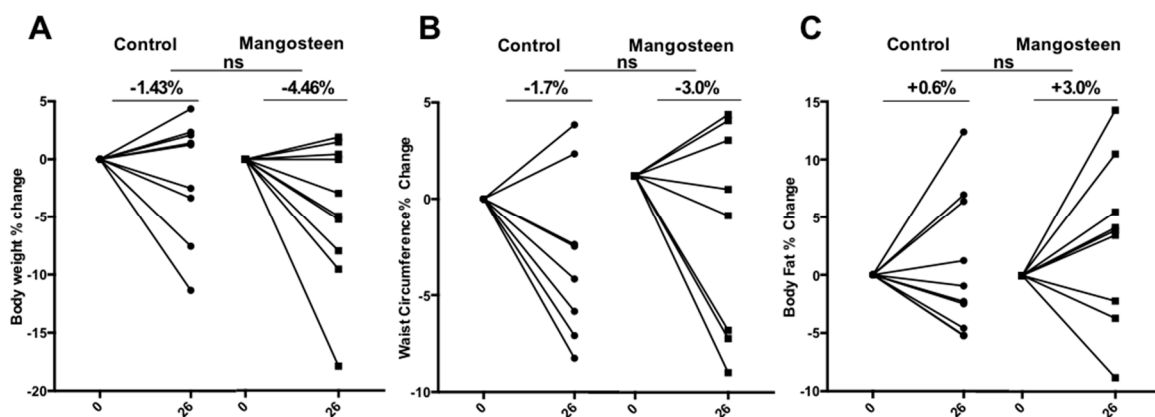 A
Control
Mangosteen
ns
-1.43%
-4.46%
Body weight % change
5
0
-5
-10
-15
-20
0
26
0
26
B
Control
Mangosteen
ns
-1.7%
-3.0%
Waist Circumference% Change
5
0
-5
-10
0
26
0
26
C
Control
Mangosteen
ns
+0.6%
+3.0%
Body Fat % Change
15
10
5
0
-5
-10
0
26
0
26